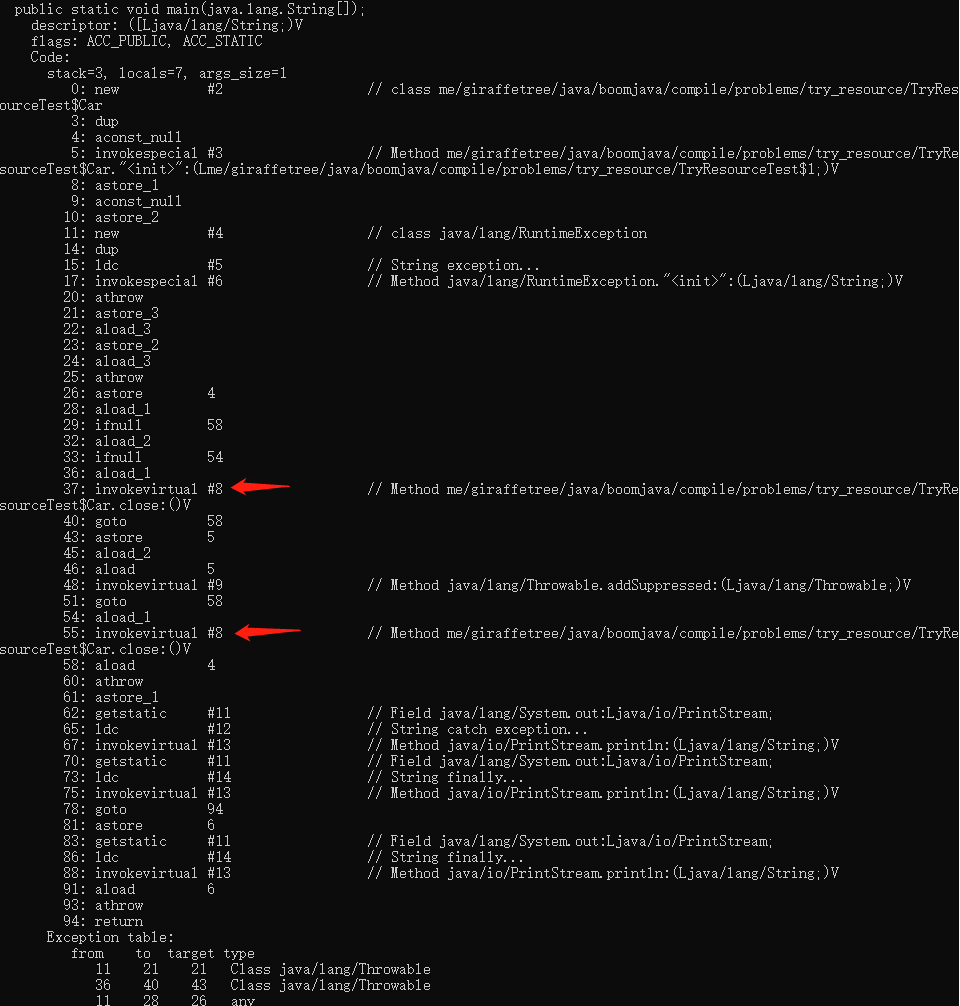 public static void main(java.lang.String[]);
descriptor: ([Ljava/lang/String;)V
flags: ACC_PUBLIC, ACC_STATIC
Code:
stack=3, locals=7, args_size=1
0: new #2 // class me/giraffetree/java/boomjava/compile/problems/try_resource/TryRes
ourceTest$Car
3: dup
4: aconst_null
5: invokespecial #3 // Method me/giraffetree/java/boomjava/compile/problems/try_resource/TryRe
sourceTest$Car."<init>":(Lme/giraffetree/java/boomjava/compile/problems/try_resource/TryResourceTest$1;)V
8: astore_1
9: aconst_null
10: astore_2
11: new #4 // class java/lang/RuntimeException
14: dup
15: ldc #5 // String exception...
17: invokespecial #6 // Method java/lang/RuntimeException."<init>":(Ljava/lang/String;)V
20: athrow
21: astore_3
22: aload_3
23: astore_2
24: aload_3
25: athrow
26: astore 4
28: aload_1
29: ifnull 58
32: aload_2
33: ifnull 54
36: aload_1
37: invokevirtual #8 // Method me/giraffetree/java/boomjava/compile/problems/try_resource/TryRe
sourceTest$Car.close:()V
40: goto 58
43: astore 5
45: aload_2
46: aload 5
48: invokevirtual #9 // Method java/lang/Throwable.addSuppressed:(Ljava/lang/Throwable;)V
51: goto 58
54: aload_1
55: invokevirtual #8 // Method me/giraffetree/java/boomjava/compile/problems/try_resource/TryRe
sourceTest$Car.close:()V
58: aload 4
60: athrow
61: astore_1
62: getstatic #11 // Field java/lang/System.out:Ljava/io/PrintStream;
65: ldc #12 // String catch exception...
67: invokevirtual #13 // Method java/io/PrintStream.println:(Ljava/lang/String;)V
70: getstatic #11 // Field java/lang/System.out:Ljava/io/PrintStream;
73: ldc #14 // String finally...
75: invokevirtual #13 // Method java/io/PrintStream.println:(Ljava/lang/String;)V
78: goto 94
81: astore 6
83: getstatic #11 // Field java/lang/System.out:Ljava/io/PrintStream;
86: ldc #14 // String finally...
88: invokevirtual #13 // Method java/io/PrintStream.println:(Ljava/lang/String;)V
91: aload 6
93: athrow
94: return
Exception table:
from to target type
11 21 21 Class java/lang/Throwable
36 40 43 Class java/lang/Throwable
11 28 26 any